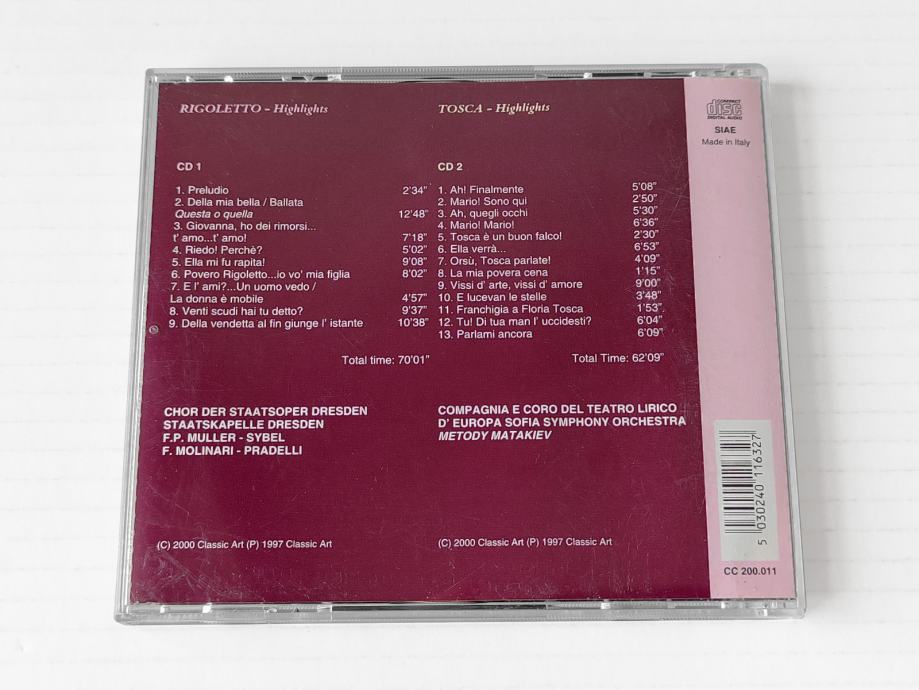 RIGOLETTO - Highlights
CD 1
1. Preludio 2'34"
2. Della mia bella / Ballata
Questa o quella 12'48"
3. Giovanna, ho dei rimorsi...
t' amo...t' amo! 7'18"
4. Riedo! Perchè? 5'02"
5. Ella mi fu rapita! 9'08"
6. Povero Rigoletto...io vo' mia figlia 8'02"
7. E l' ami?...Un uomo vedo /
La donna è mobile 4'57"
8. Venti scudi hai tu detto? 9'37"
9. Della vendetta al fin giunge l' istante 10'38"
Total time: 70'01"
CHOR DER STAATSOPER DRESDEN
STAATSKAPELLE DRESDEN
F.P. MULLER - SYBEL
F. MOLINARI - PRADELLI
(C) 2000 Classic Art (P) 1997 Classic Art
TOSCA - Highlights
CD 2
1. Ah! Finalmente 5'08"
2. Mario! Sono qui 2'50"
3. Ah, quegli occhi 5'30"
4. Mario! Mario! 6'36"
5. Tosca è un buon falco! 2'30"
6. Ella verrà... 6'53"
7. Orsù, Tosca parlate! 4'09"
8. La mia povera cena 1'15"
9. Vissi d' arte, vissi d' amore 9'00"
10. E lucevan le stelle 3'48"
11. Franchigia a Floria Tosca 1'53"
12. Tu! Di tua man l' uccidesti? 6'04"
13. Parlami ancora 6'09"
Total Time: 62'09"
COMPAGNIA E CORO DEL TEATRO LIRICO
D' EUROPA SOFIA SYMPHONY ORCHESTRA
METODY MATAKIEV
(C) 2000 Classic Art (P) 1997 Classic Art
COMPACT
disc
DIGITAL AUDIO
SIAE
Made in Italy
5 030240 116327
CC 200.011